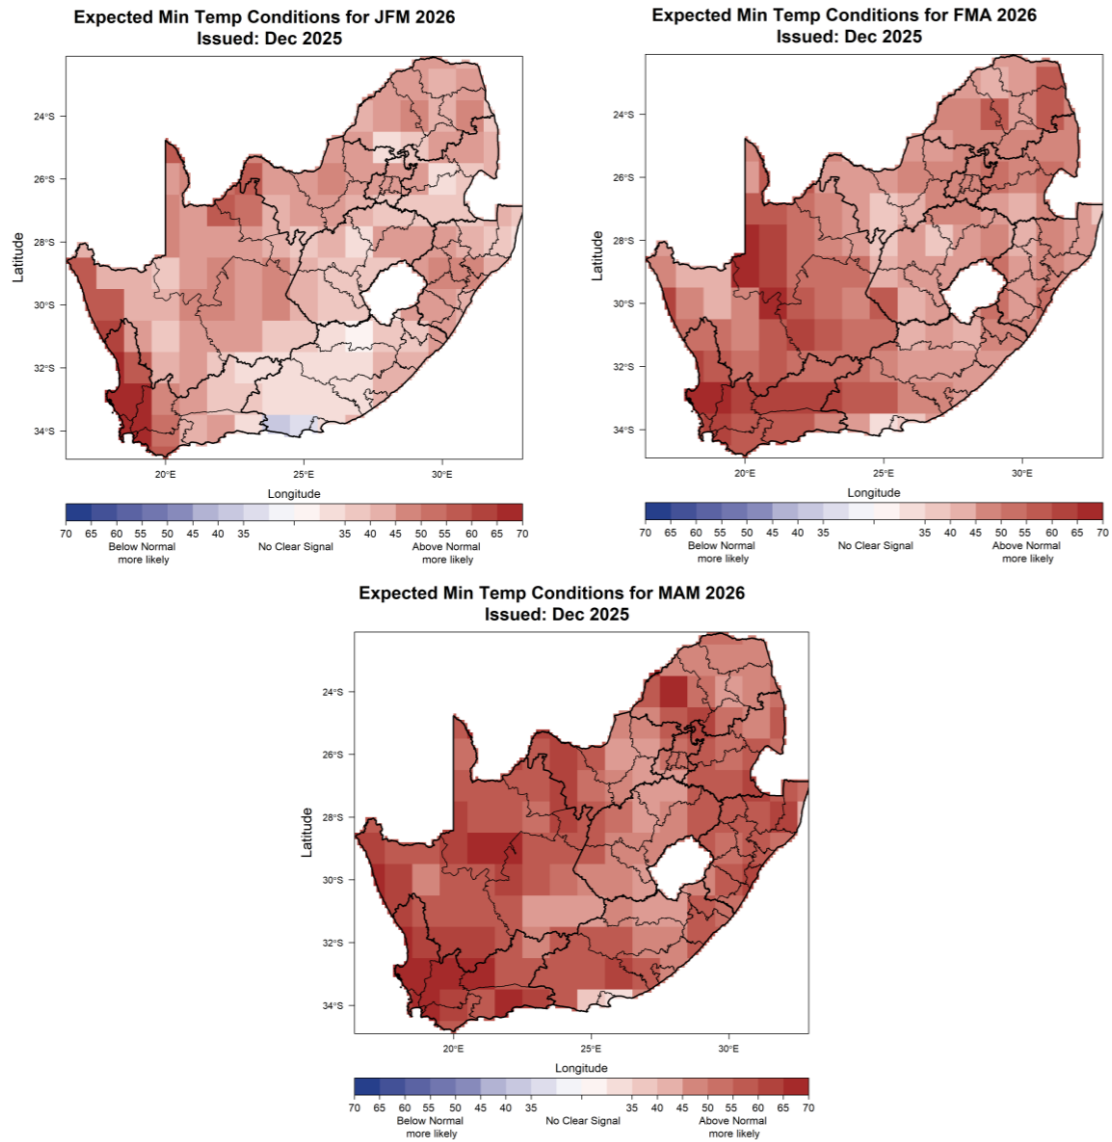 Expected Min Temp Conditions for JFM 2026
Issued: Dec 2025
24°S
26°S
28°S
30°S
32°S
34°S
Latitude
20°E 25°E 30°E
Longitude
70 65 60 55 50 45 40 35 35 40 45 50 55 60 65 70
Below Normal No Clear Signal Above Normal
more likely more likely
Expected Min Temp Conditions for FMA 2026
Issued: Dec 2025
24°S
26°S
28°S
30°S
32°S
34°S
Latitude
20°E 25°E 30°E
Longitude
70 65 60 55 50 45 40 35 35 40 45 50 55 60 65 70
Below Normal No Clear Signal Above Normal
more likely more likely
Expected Min Temp Conditions for MAM 2026
Issued: Dec 2025
24°S
26°S
28°S
30°S
32°S
34°S
Latitude
20°E 25°E 30°E
Longitude
70 65 60 55 50 45 40 35 35 40 45 50 55 60 65 70
Below Normal No Clear Signal Above Normal
more likely more likely